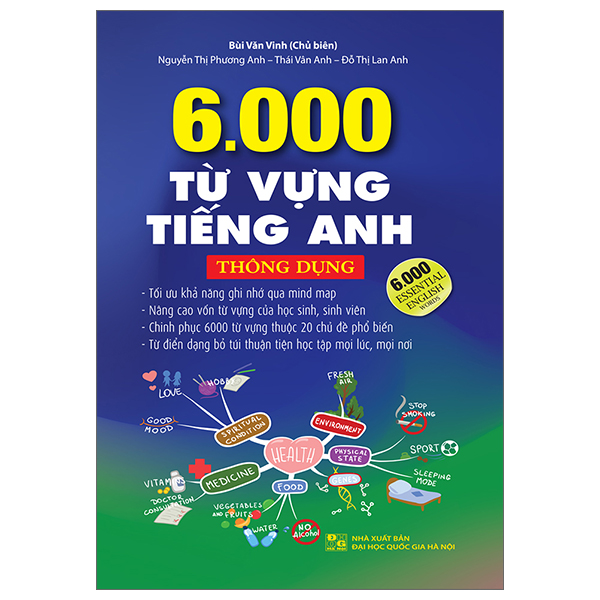 Bùi Văn Vinh (Chủ biên)
Nguyễn Thị Phương Anh – Thái Vân Anh – Đỗ Thị Lan Anh
6.000
TỪ VỰNG
TIẾNG ANH
THÔNG DỤNG
6.000
ESSENTIAL
ENGLISH
WORDS
- Tối ưu khả năng ghi nhớ qua mind map
- Nâng cao vốn từ vựng của học sinh, sinh viên
- Chinh phục 6000 từ vựng thuộc 20 chủ đề phổ biến
- Từ điển dạng bỏ túi thuận tiện học tập mọi lúc, mọi nơi
LOVE
GOOD
MOOD
SPIRITUAL
CONDITION
FRESH
AIR
ENVIRONMENT
STOP
SMOKING
HEALTH
PHYSICAL
STATE
SPORT
SLEEPING
MODE
GENES
MEDICINE
VITAMINS
DOCTOR
CONSULTATION
FOOD
VEGETABLES
AND FRUITS
WATER
NO
Alcohol
NHÀ XUẤT BẢN
ĐẠI HỌC QUỐC GIA HÀ NỘI